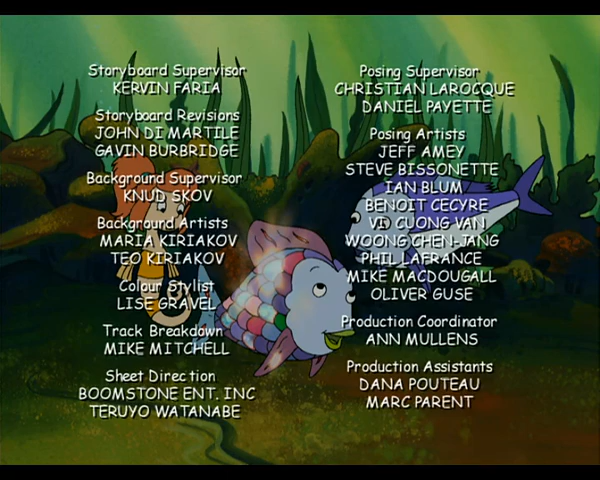 Storyboard Supervisor
KERVIN FARIA
Storyboard Revisions
JOHN DI MARTILE
GAVIN BURBRIDGE
Background Supervisor
KNUD SKOV
Background Artists
MARIA KIRIAKOV
TEO KIRIAKOV
Colour Stylist
LISE GRAVEL
Track Breakdown
MIKE MITCHELL
Sheet Direction
BOOMSTONE ENT. INC
TERUYO WATANABE
Posing Supervisor
CHRISTIAN LAROCQUE
DANIEL PAYETTE
Posing Artists
JEFF AMEY
STEVE BISSONETTE
IAN BLUM
BENOIT CECYRE
VU CUONG VAN
WOONG CHEN-JANG
PHIL LAFRANCE
MIKE MACDOUGALL
OLIVER GUSE
Production Coordinator
ANN MULLENS
Production Assistants
DANA POUTEAU
MARC PARENT